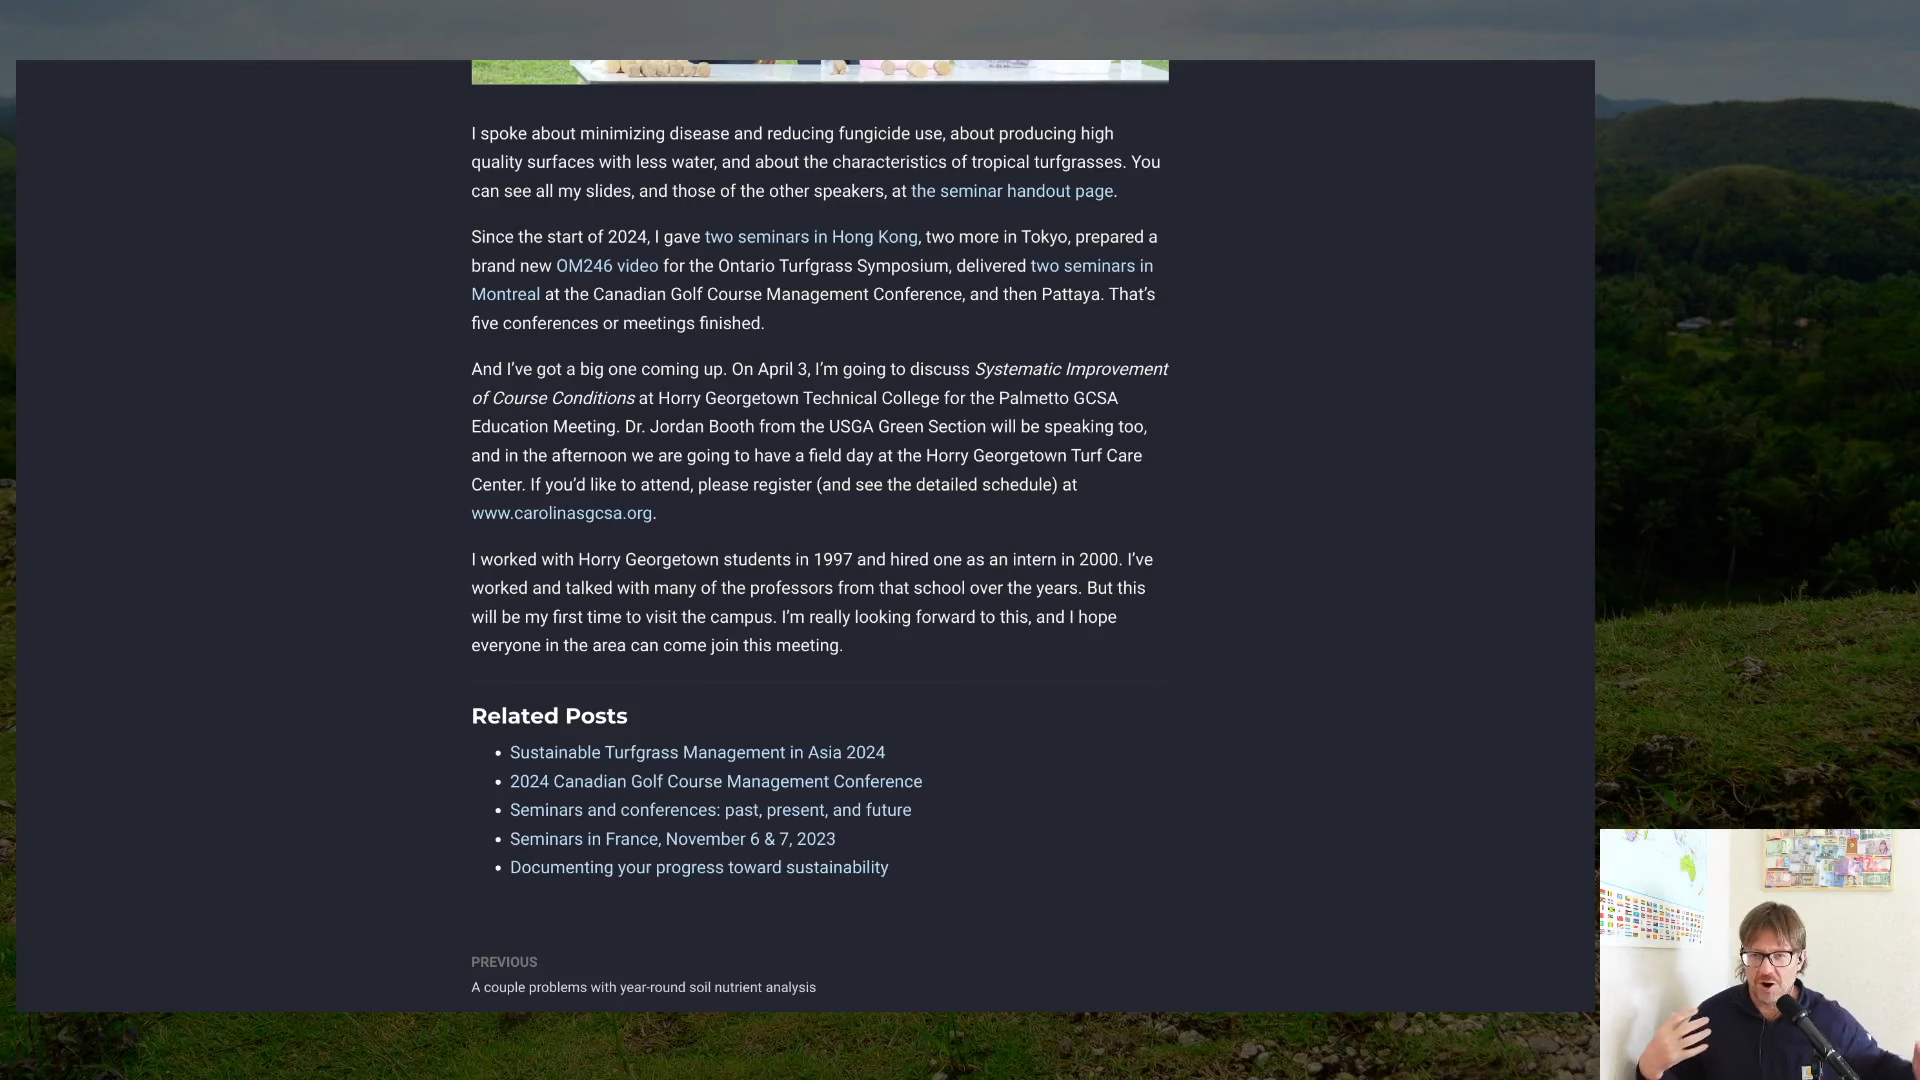 I spoke about minimizing disease and reducing fungicide use, about producing high
quality surfaces with less water, and about the characteristics of tropical turfgrasses. You
can see all my slides, and those of the other speakers, at the seminar handout page.
Since the start of 2024, I gave two seminars in Hong Kong, two more in Tokyo, prepared a
brand new OM246 video for the Ontario Turfgrass Symposium, delivered two seminars in
Montreal at the Canadian Golf Course Management Conference, and then Pattaya. That’s
five conferences or meetings finished.
And I’ve got a big one coming up. On April 3, I’m going to discuss Systematic Improvement
of Course Conditions at Horry Georgetown Technical College for the Palmetto GCSA
Education Meeting. Dr. Jordan Booth from the USGA Green Section will be speaking too,
and in the afternoon we are going to have a field day at the Horry Georgetown Turf Care
Center. If you’d like to attend, please register (and see the detailed schedule) at
www.carolinasgcsa.org.
I worked with Horry Georgetown students in 1997 and hired one as an intern in 2000. I’ve
worked and talked with many of the professors from that school over the years. But this
will be my first time to visit the campus. I’m really looking forward to this, and I hope
everyone in the area can come join this meeting.
Related Posts
• Sustainable Turfgrass Management in Asia 2024
• 2024 Canadian Golf Course Management Conference
• Seminars and conferences: past, present, and future
• Seminars in France, November 6 & 7, 2023
• Documenting your progress toward sustainability
PREVIOUS
A couple problems with year-round soil nutrient analysis